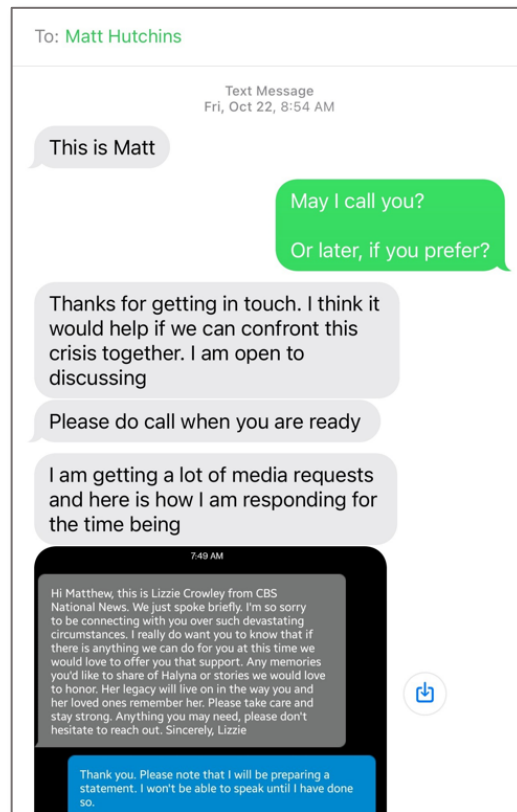 To: Matt Hutchins
Text Message
Fri, Oct 22, 8:54 AM
This is Matt
May I call you?
Or later, if you prefer?
Thanks for getting in touch. I think it
would help if we can confront this
crisis together. I am open to
discussing
Please do call when you are ready
I am getting a lot of media requests
and here is how I am responding for
the time being
7:49 AM
Hi Matthew, this is Lizzie Crowley from CBS
National News. We just spoke briefly. I'm so sorry
to be connecting with you over such devastating
circumstances. I really do want you to know that if
there is anything we can do for you at this time we
would love to offer you that support. Any memories
you'd like to share of Halyna or stories we would love
to honor. Her legacy will live on in the way you and
her loved ones remember her. Please take care and
stay strong. Anything you may need, please don't
hesitate to reach out. Sincerely, Lizzie
Thank you. Please note that I will be preparing a
statement. I won't be able to speak until I have done
so.